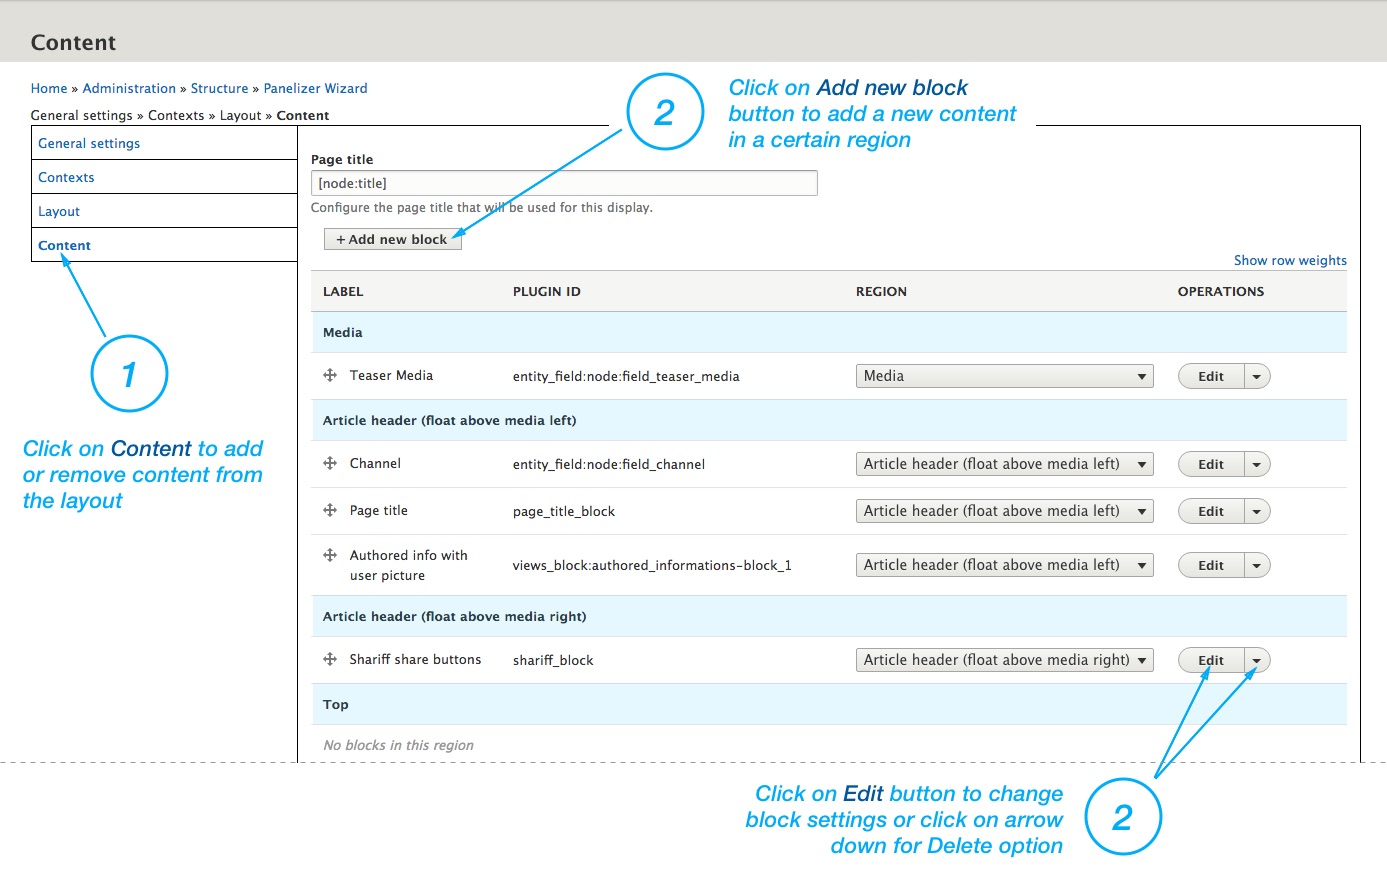 Content
Home » Administration » Structure » Panelizer Wizard
General settings » Contexts » Layout » Content
General settings
Contexts
Layout
Content
1
Click on Content to add
or remove content from
the layout
2
Click on Add new block
button to add a new content
in a certain region
Page title
[node:title]
Configure the page title that will be used for this display.
+ Add new block
Show row weights
LABEL PLUGIN ID REGION OPERATIONS
Media
Teaser Media entity_field:node:field_teaser_media Media Edit
Article header (float above media left)
Channel entity_field:node:field_channel Article header (float above media left) Edit
Page title page_title_block Article header (float above media left) Edit
Authored info with
user picture views_block:authored_informations-block_1 Article header (float above media left) Edit
Article header (float above media right)
Shariff share buttons shariff_block Article header (float above media right) Edit
Top
No blocks in this region
Click on Edit button to change
block settings or click on arrow
down for Delete option
2